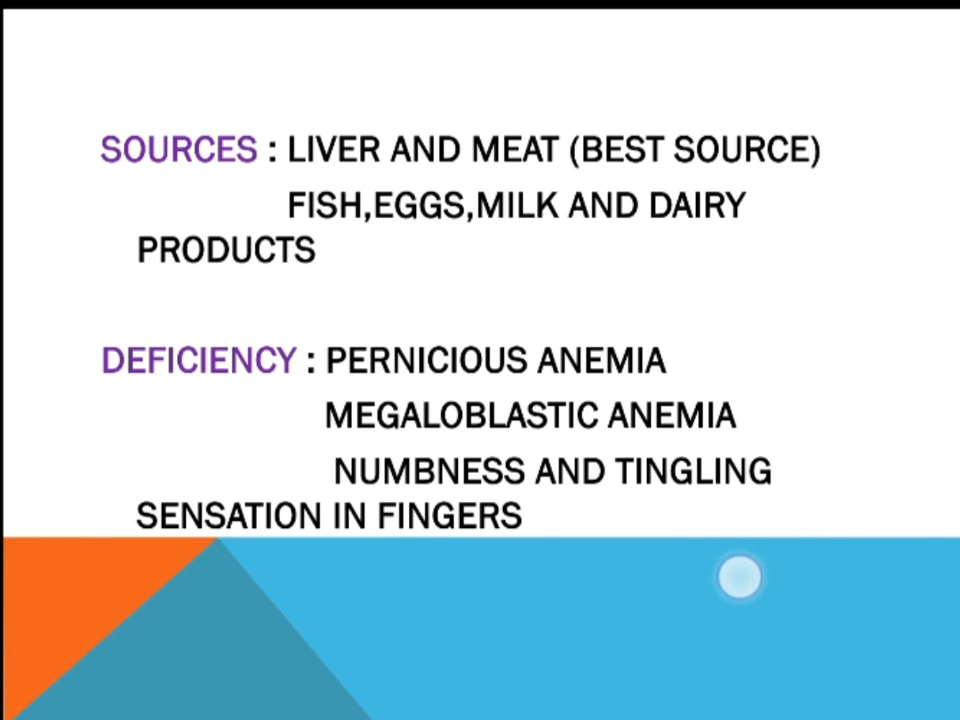 SOURCES : LIVER AND MEAT (BEST SOURCE)
FISH,EGGS,MILK AND DAIRY
PRODUCTS
DEFICIENCY : PERNICIOUS ANEMIA
MEGALOBLASTIC ANEMIA
NUMBNESS AND TINGLING
SENSATION IN FINGERS